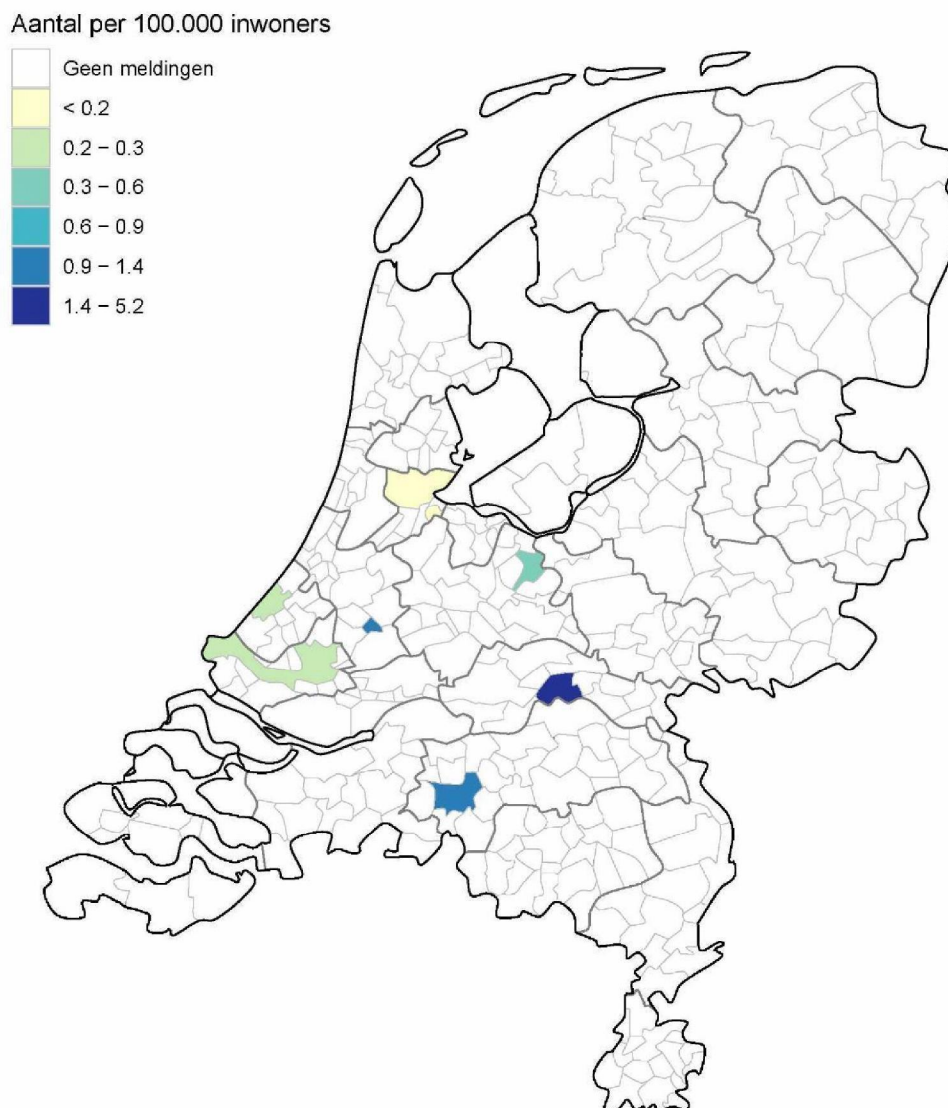 Aantal per 100.000 inwoners
Geen meldingen
< 0.2
0.2 – 0.3
0.3 – 0.6
0.6 – 0.9
0.9 – 1.4
1.4 – 5.2